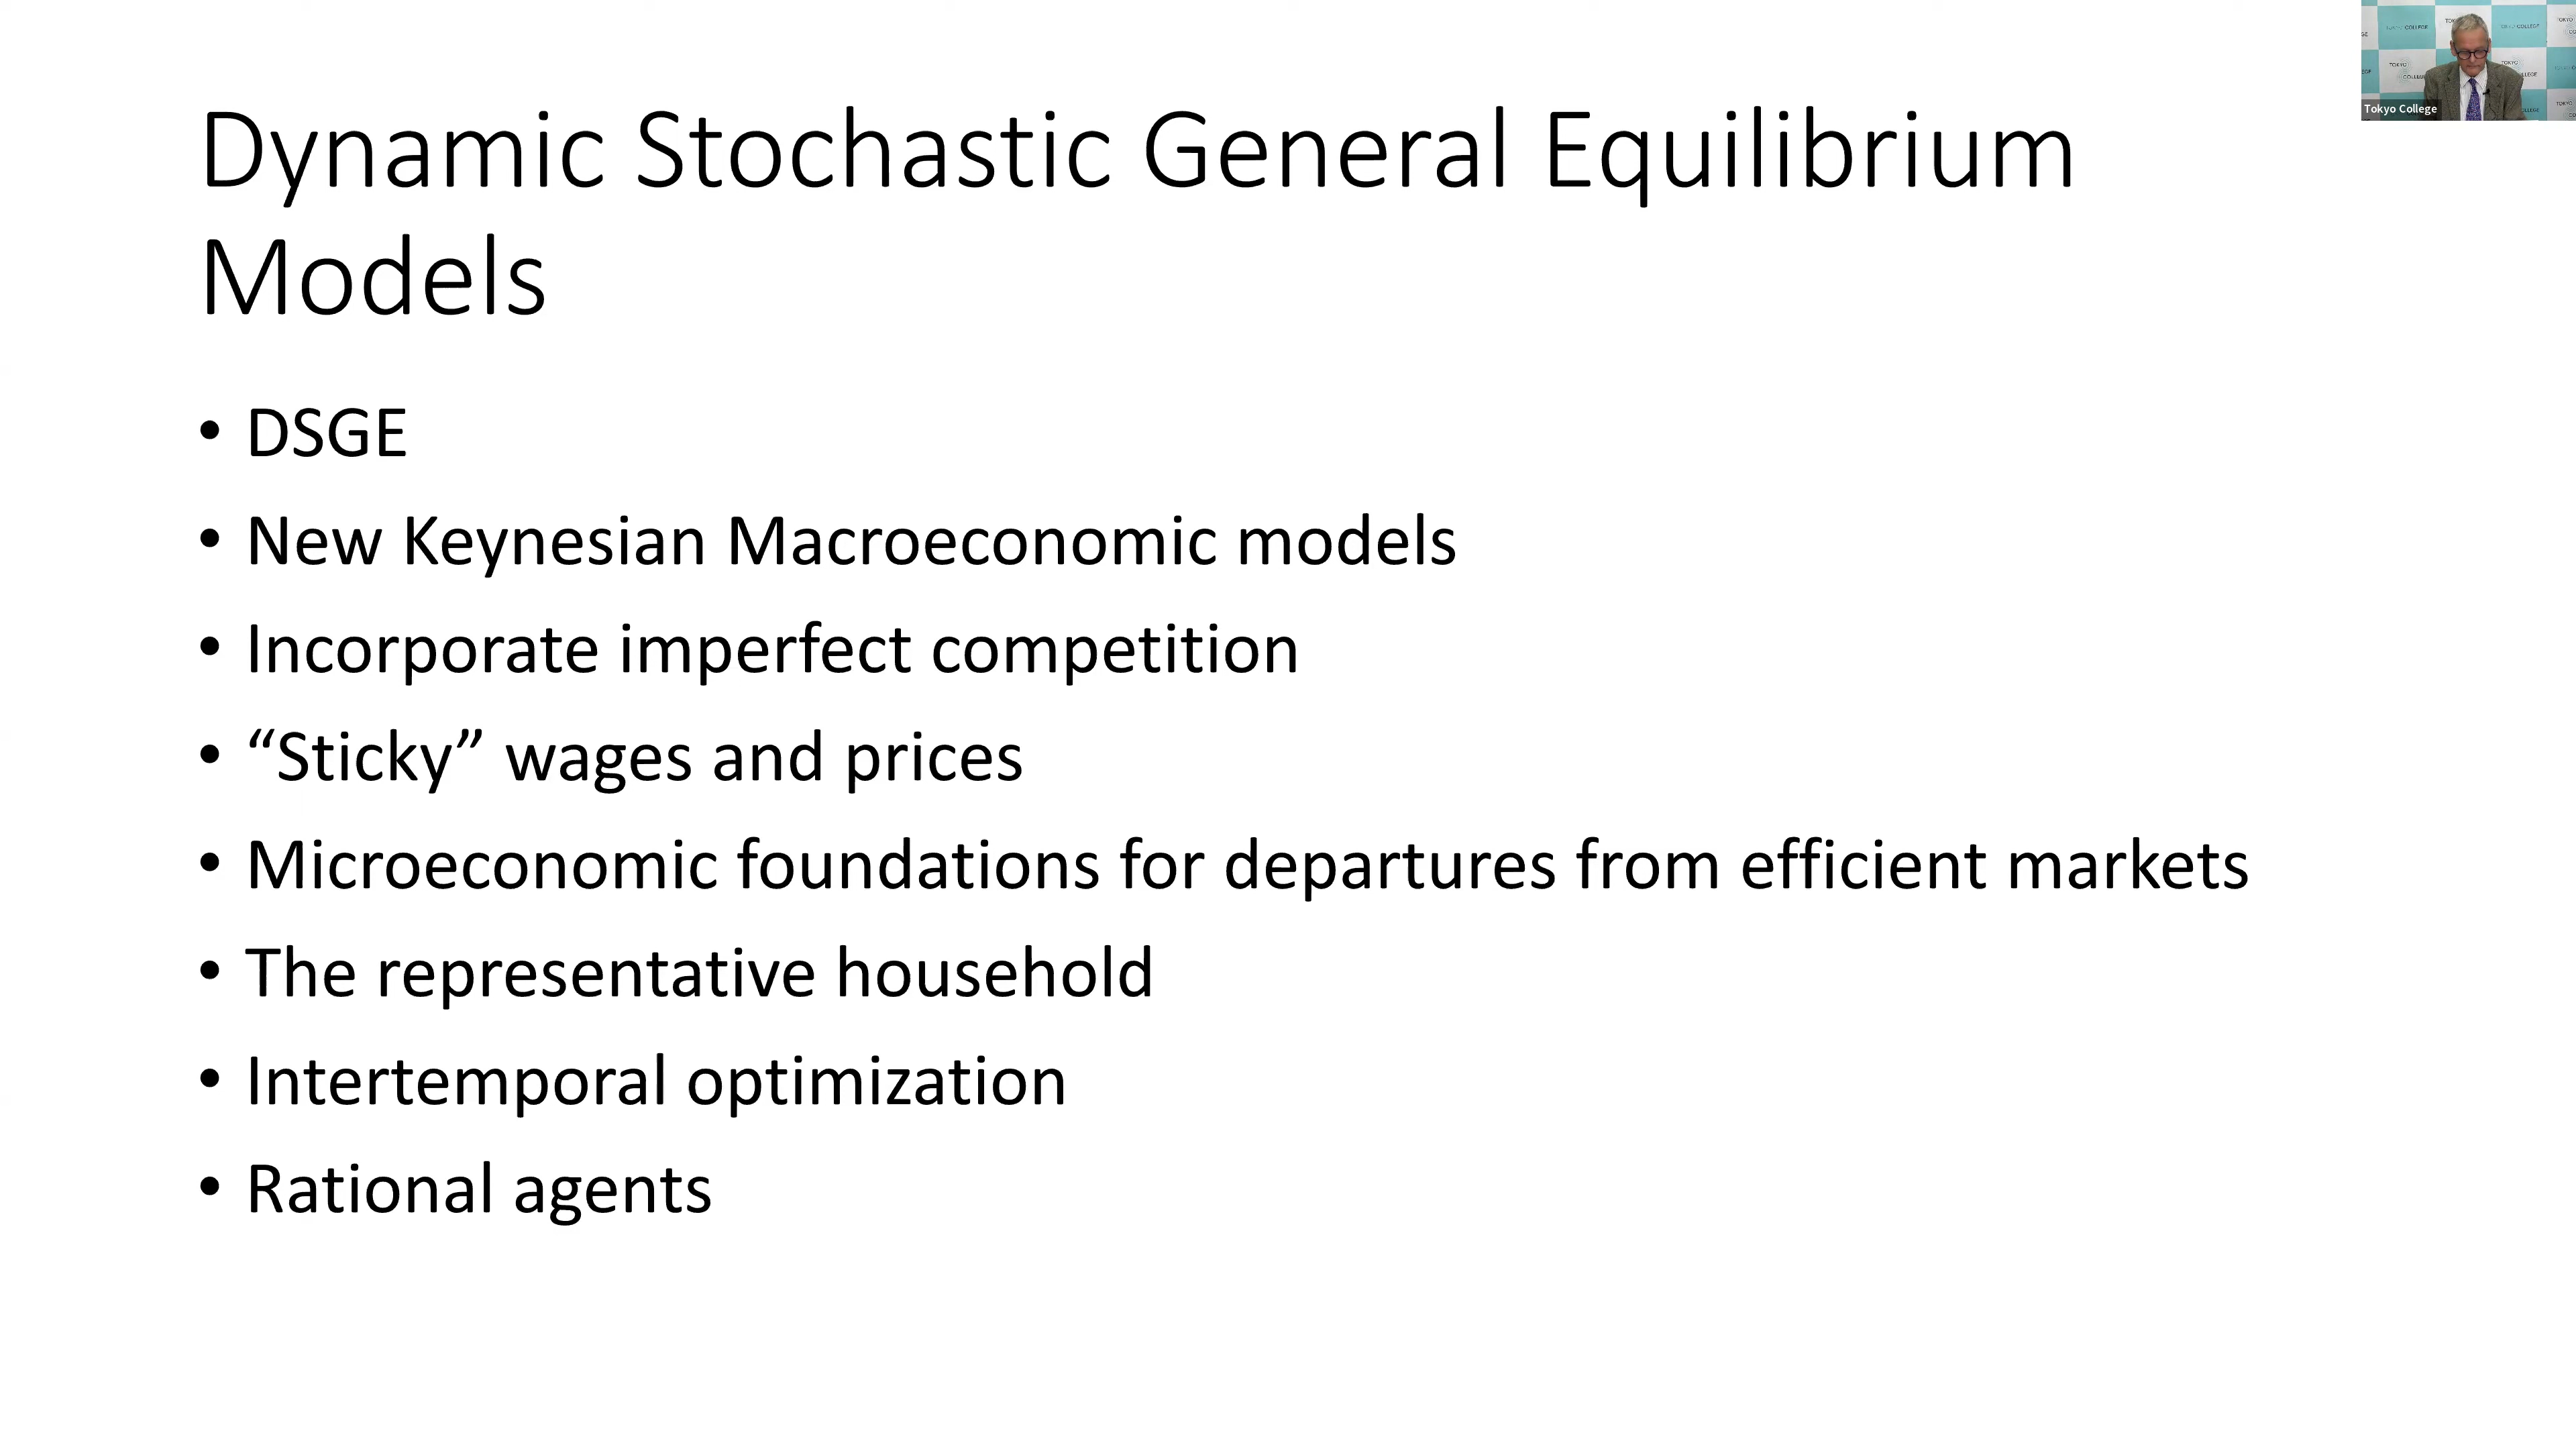 Dynamic Stochastic General Equilibrium
Models
• DSGE
• New Keynesian Macroeconomic models
• Incorporate imperfect competition
• “Sticky” wages and prices
• Microeconomic foundations for departures from efficient markets
• The representative household
• Intertemporal optimization
• Rational agents
Tokyo College